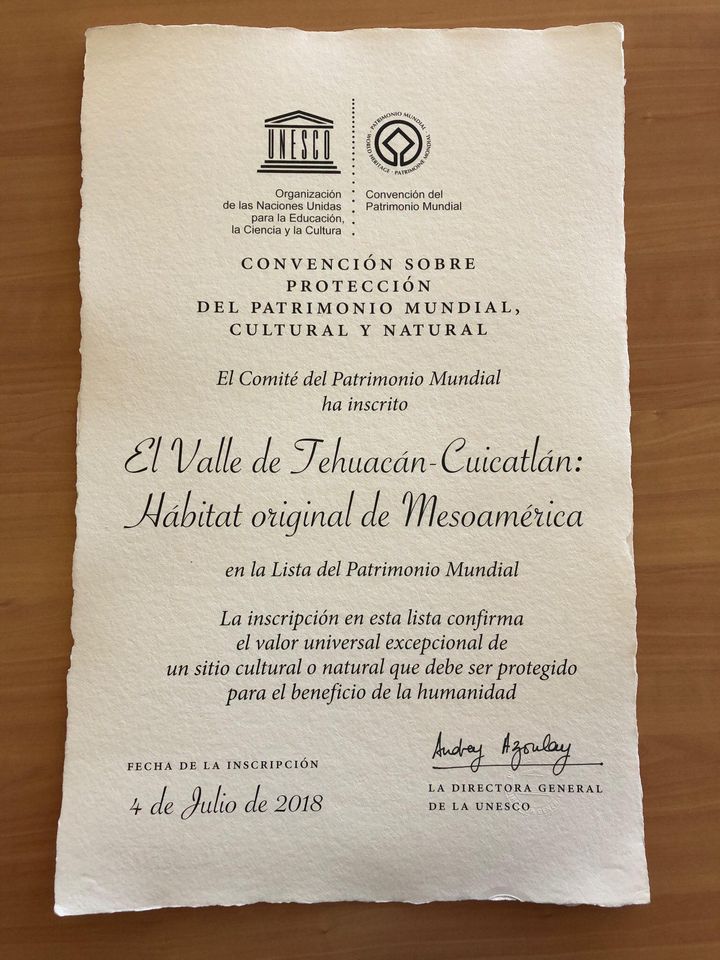 UNESCO
PATRIMONIO MUNDIAL · WORLD HERITAGE · PATRIMOINE MONDIAL
Organización
de las Naciones Unidas
para la Educación,
la Ciencia y la Cultura
Convención del
Patrimonio Mundial
CONVENCIÓN SOBRE
PROTECCIÓN
DEL PATRIMONIO MUNDIAL,
CULTURAL Y NATURAL
El Comité del Patrimonio Mundial
ha inscrito
El Valle de Tehuacán-Cuicatlán:
Hábitat original de Mesoamérica
en la Lista del Patrimonio Mundial
La inscripción en esta lista confirma
el valor universal excepcional de
un sitio cultural o natural que debe ser protegido
para el beneficio de la humanidad
FECHA DE LA INSCRIPCIÓN
4 de Julio de 2018
Audrey Azoulay
LA DIRECTORA GENERAL
DE LA UNESCO